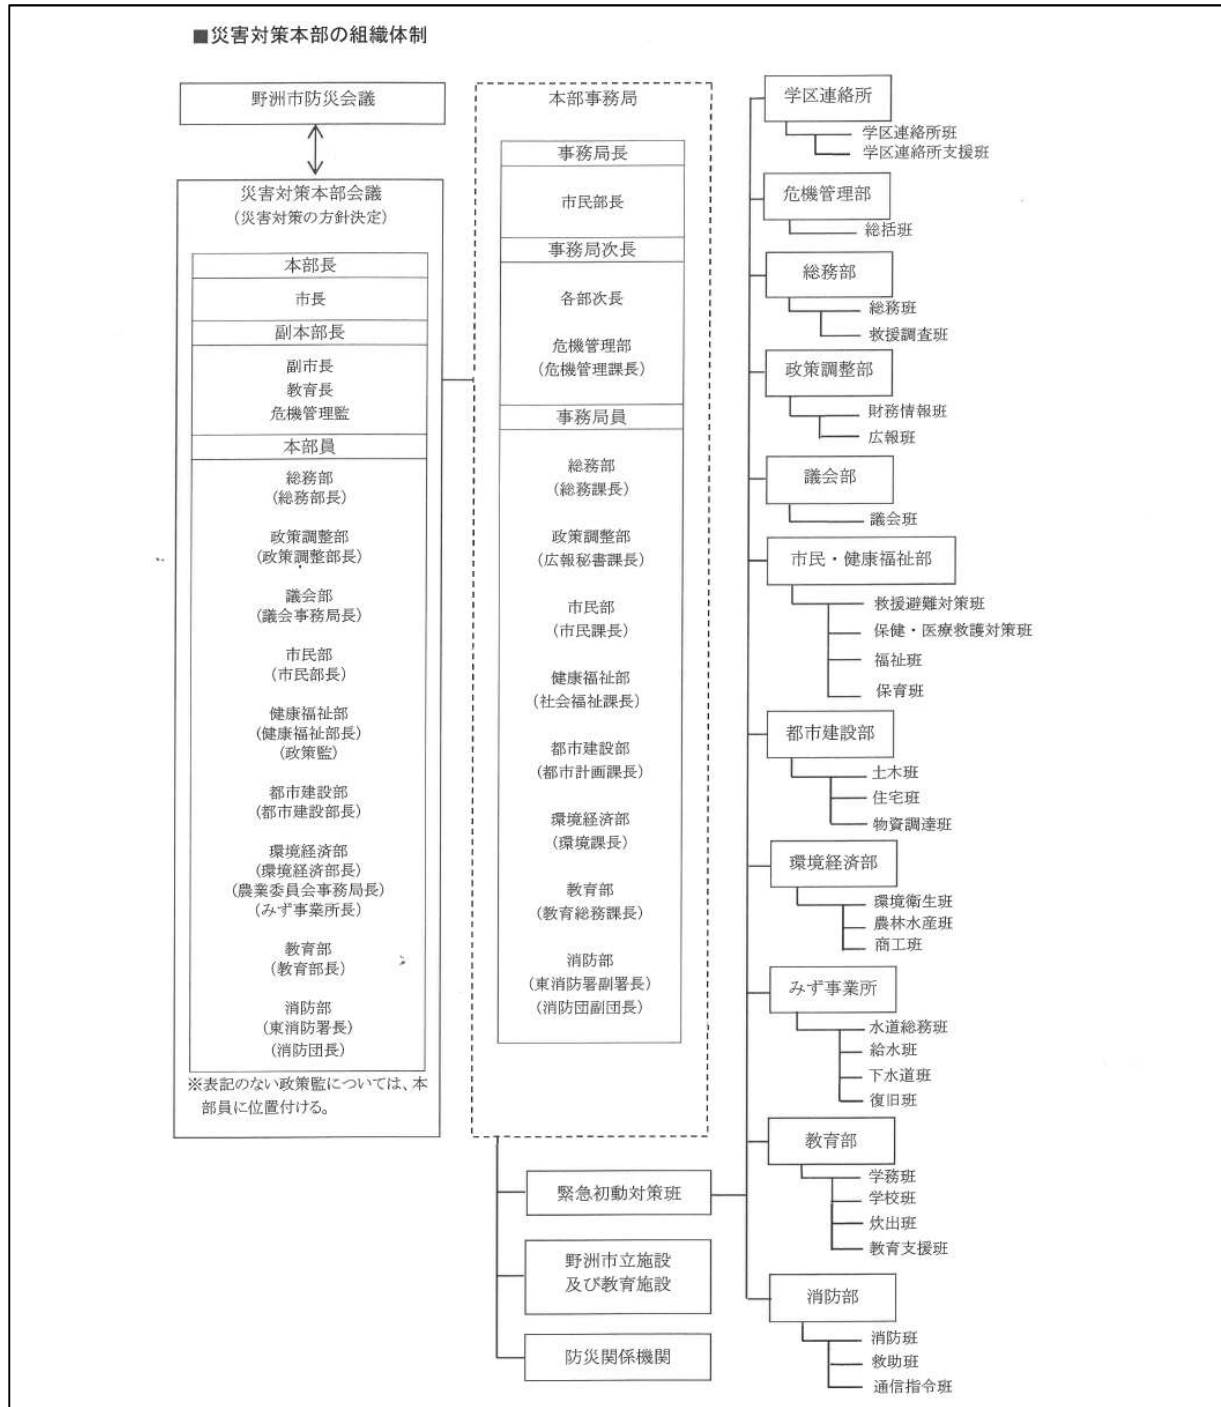 ■災害対策本部の組織体制
野洲市防災会議
災害対策本部会議
(災害対策の方針決定)
本部長
市長
副本部長
副市長
教育長
危機管理監
本部員
総務部
(総務部長)
政策調整部
(政策調整部長)
議会部
(議会事務局長)
市民部
(市民部長)
健康福祉部
(健康福祉部長)
(政策監)
都市建設部
(都市建設部長)
環境経済部
(環境経済部長)
(農業委員会事務局長)
(みず事業所長)
教育部
(教育部長)
消防部
(東消防署長)
(消防団長)
※表記のない政策監については、本
部員に位置付ける。
本部事務局
事務局長
市民部長
事務局次長
各部次長
危機管理部
(危機管理課長)
事務局員
総務部
(総務課長)
政策調整部
(広報秘書課長)
市民部
(市民課長)
健康福祉部
(社会福祉課長)
都市建設部
(都市計画課長)
環境経済部
(環境課長)
教育部
(教育総務課長)
消防部
(東消防署副署長)
(消防団副団長)
緊急初動対策班
野洲市立施設
及び教育施設
防災関係機関
学区連絡所
学区連絡所班
学区連絡所支援班
危機管理部
総括班
総務部
総務班
救援調査班
政策調整部
財務情報班
広報班
議会部
議会班
市民・健康福祉部
救援避難対策班
保健・医療救護対策班
福祉班
保育班
都市建設部
土木班
住宅班
物資調達班
環境経済部
環境衛生班
農林水産班
商工班
みず事業所
水道総務班
給水班
下水道班
復旧班
教育部
学務班
学校班
炊出班
教育支援班
消防部
消防班
救助班
通信指令班